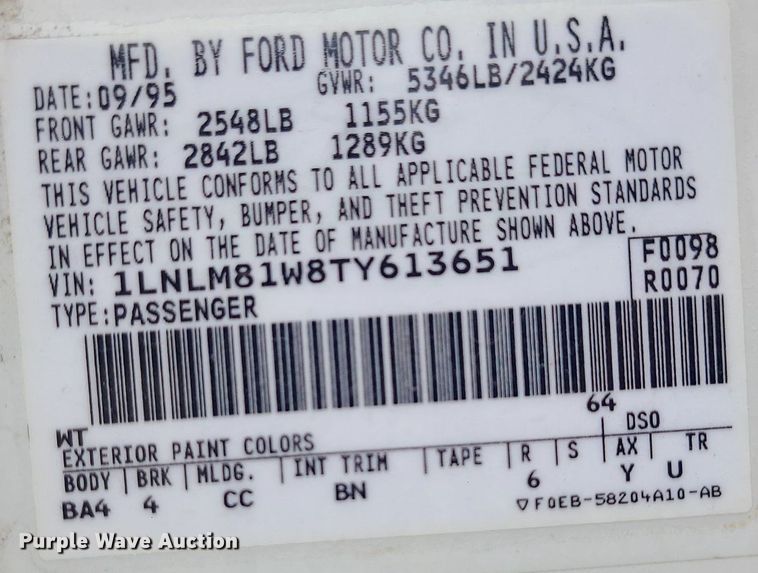 MFD. BY FORD MOTOR CO. IN U.S.A.
DATE: 09/95 GVWR: 5346LB/2424KG
FRONT GAWR: 2548LB 1155KG
REAR GAWR: 2842LB 1289KG
THIS VEHICLE CONFORMS TO ALL APPLICABLE FEDERAL MOTOR
VEHICLE SAFETY, BUMPER, AND THEFT PREVENTION STANDARDS
IN EFFECT ON THE DATE OF MANUFACTURE SHOWN ABOVE.
VIN: 1LNLM81W8TY613651 F0098
TYPE: PASSENGER R0070
64
WT DSO
EXTERIOR PAINT COLORS
BODY BRK MLDG. INT TRIM TAPE R S AX TR
BA4 4 CC BN 6 Y U
▽F0EB-58204A10-AB
Purple Wave Auction